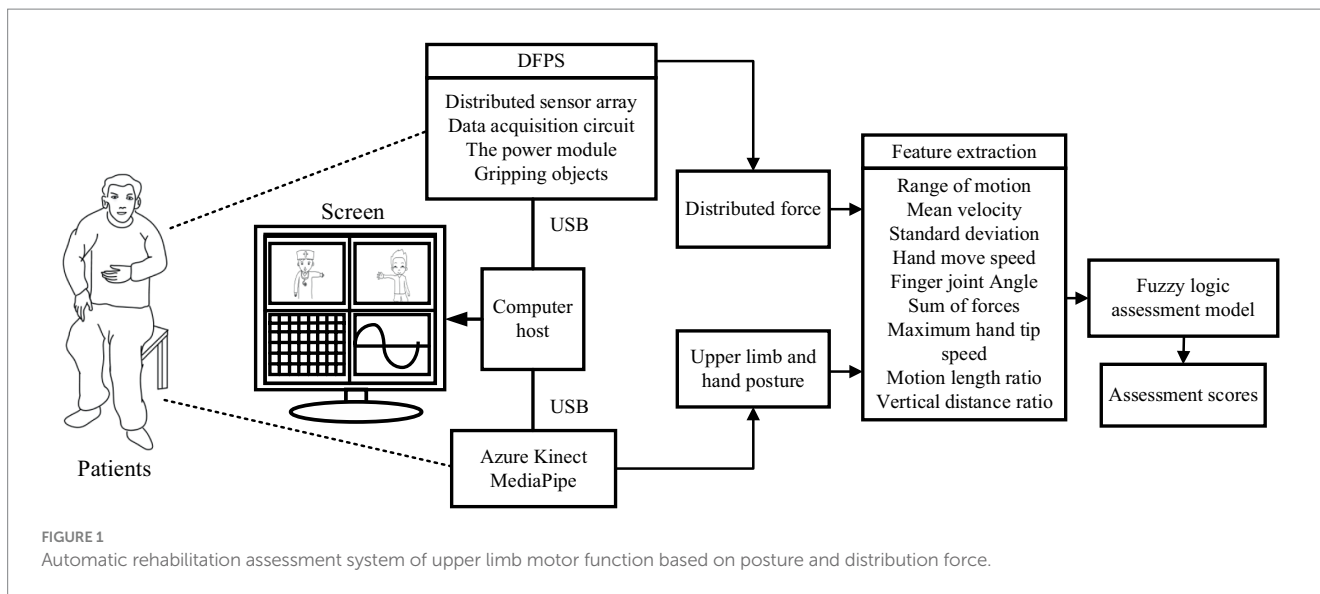 DFPS
Distributed sensor array
Data acquisition circuit
The power module
Gripping objects
Screen
USB
Computer
host
USB
Azure Kinect
MediaPipe
Patients
Distributed force
Upper limb and
hand posture
Feature extraction
Range of motion
Mean velocity
Standard deviation
Hand move speed
Finger joint Angle
Sum of forces
Maximum hand tip
speed
Motion length ratio
Vertical distance ratio
Fuzzy logic
assessment model
Assessment scores
FIGURE 1
Automatic rehabilitation assessment system of upper limb motor function based on posture and distribution force.